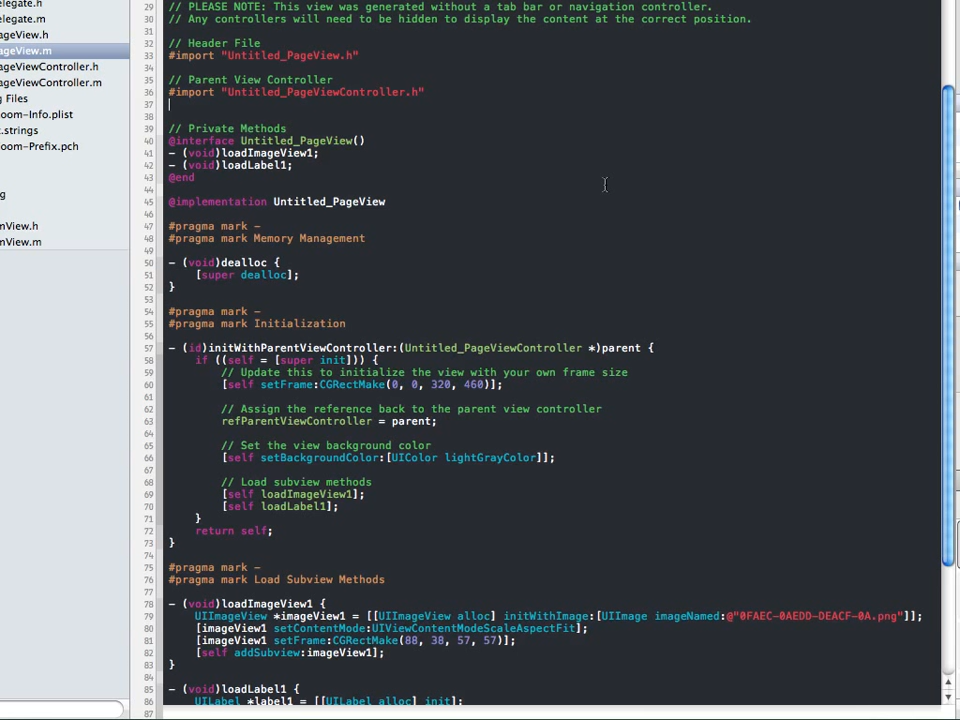 elegate.h
elegate.m
ageView.h
ageView.m
ageViewController.h
ageViewController.m
g Files
oom-Info.plist
t.strings
oom-Prefix.pch
g
mView.h
mView.m
29 // PLEASE NOTE: This view was generated without a tab bar or navigation controller.
30 // Any controllers will need to be hidden to display the content at the correct position.
31
32 // Header File
33 #import "Untitled_PageView.h"
34
35 // Parent View Controller
36 #import "Untitled_PageViewController.h"
37
38
39 // Private Methods
40 @interface Untitled_PageView()
41 - (void)loadImageView1;
42 - (void)loadLabel1;
43 @end
44
45 @implementation Untitled_PageView
46
47 #pragma mark -
48 #pragma mark Memory Management
49
50 - (void)dealloc {
51 [super dealloc];
52 }
53
54 #pragma mark -
55 #pragma mark Initialization
56
57 - (id)initWithParentViewController:(Untitled_PageViewController *)parent {
58 if ((self = [super init])) {
59 // Update this to initialize the view with your own frame size
60 [self setFrame:CGRectMake(0, 0, 320, 460)];
61
62 // Assign the reference back to the parent view controller
63 refParentViewController = parent;
64
65 // Set the view background color
66 [self setBackgroundColor:[UIColor lightGrayColor]];
67
68 // Load subview methods
69 [self loadImageView1];
70 [self loadLabel1];
71 }
72 return self;
73 }
74
75 #pragma mark -
76 #pragma mark Load Subview Methods
77
78 - (void)loadImageView1 {
79 UIImageView *imageView1 = [[UIImageView alloc] initWithImage:[UIImage imageNamed:@"0FAEC-0AEDD-DEACF-0A.png"]];
80 [imageView1 setContentMode:UIViewContentModeScaleAspectFit];
81 [imageView1 setFrame:CGRectMake(88, 38, 57, 57)];
82 [self addSubview:imageView1];
83 }
84
85 - (void)loadLabel1 {
86 UILabel *label1 = [[UILabel alloc] init];
87